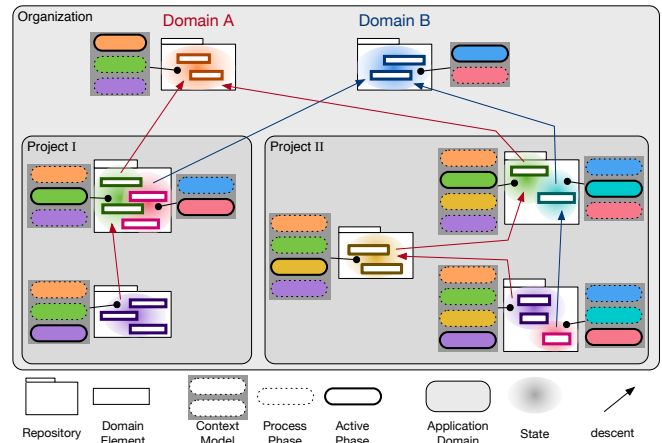 Organization
Domain A
Domain B
Project I
Project II
Repository
Domain
Element
Context
Model
Process
Phase
Active
Phase
Application
Domain
State
descent